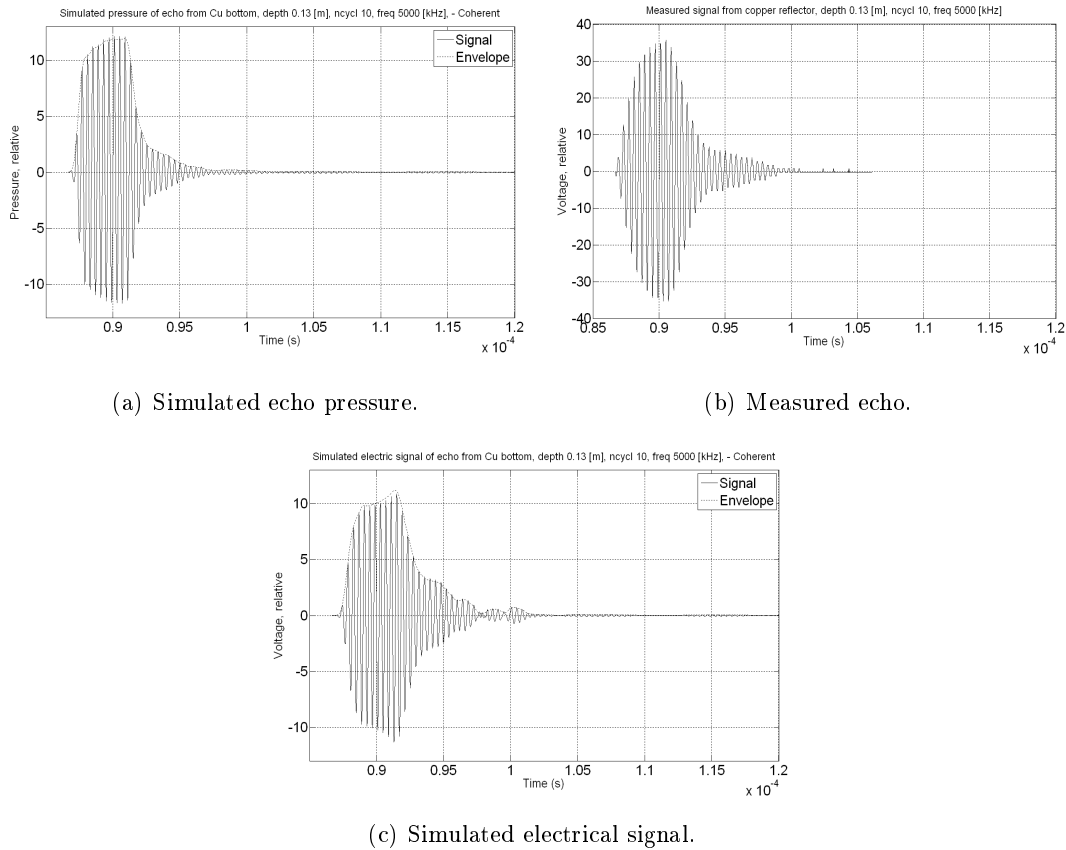 Simulated pressure of echo from Cu bottom, depth 0.13 [m], ncycl 10, freq 5000 [kHz], - Coherent
Signal
Envelope
10
5
0
-5
-10
Pressure, relative
0.9
0.95
1
1.05
1.1
1.15
1.2
Time (s)
x 10-4
(a) Simulated echo pressure.
Measured signal from copper reflector, depth 0.13 [m], ncycl 10, freq 5000 [kHz]
40
30
20
10
0
-10
-20
-30
-40
Voltage, relative
0.85
0.9
0.95
1
1.05
1.1
1.15
1.2
Time (s)
x 10-4
(b) Measured echo.
Simulated electric signal of echo from Cu bottom, depth 0.13 [m], ncycl 10, freq 5000 [kHz], - Coherent
Signal
Envelope
10
5
0
-5
-10
Voltage, relative
0.9
0.95
1
1.05
1.1
1.15
1.2
Time (s)
x 10-4
(c) Simulated electrical signal.